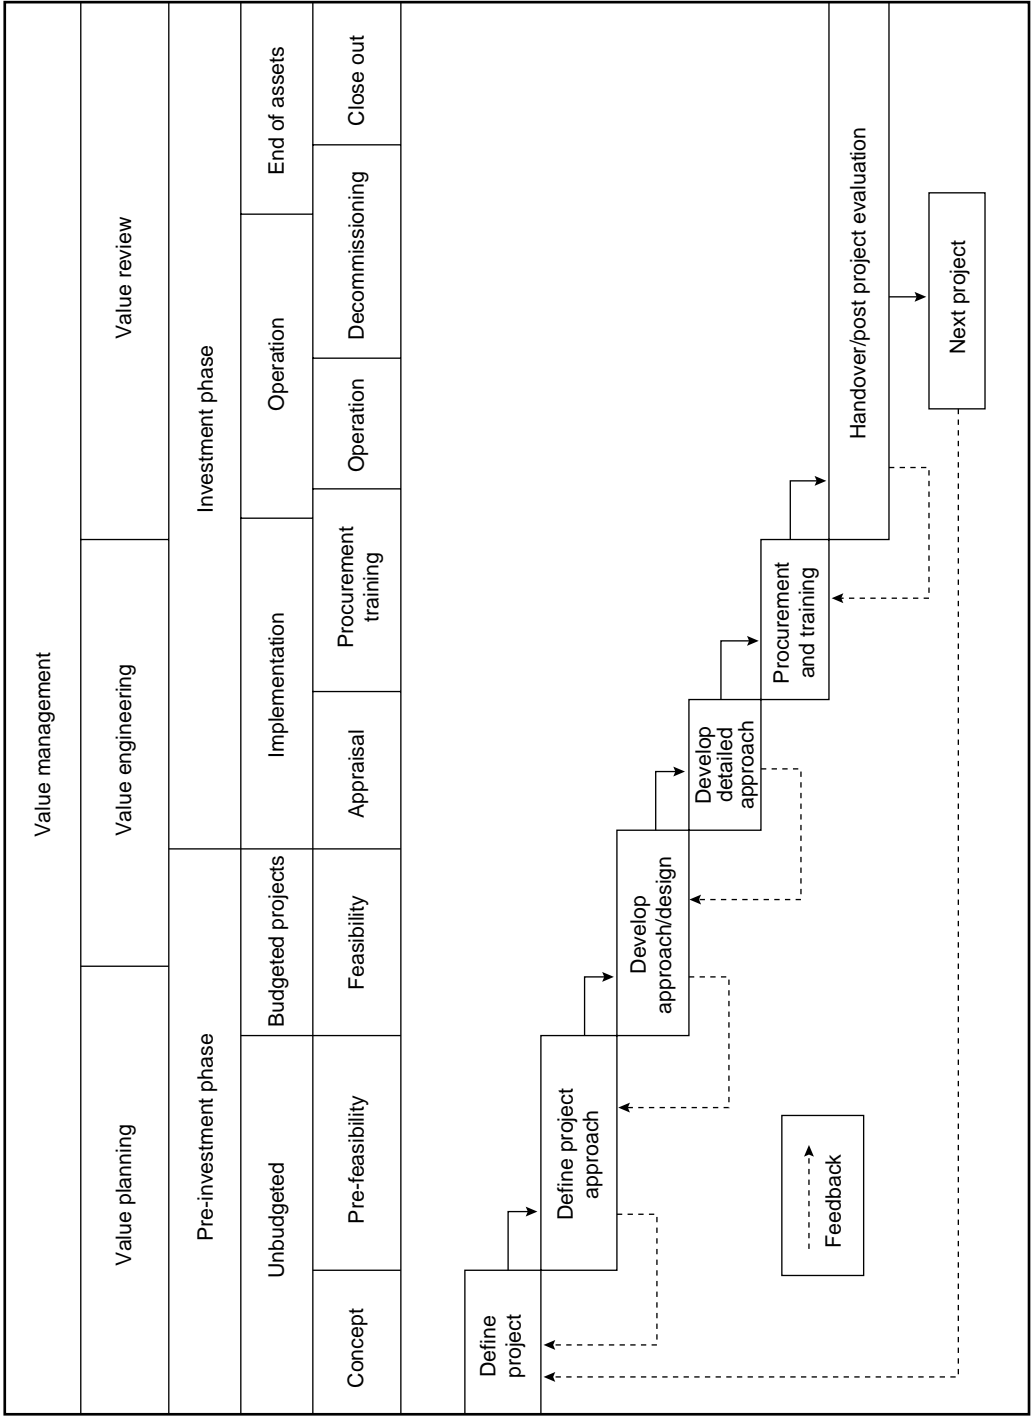 Value management
Value planning
Value engineering
Value review
Pre-investment phase
Investment phase
Unbudgeted
Budgeted projects
Implementation
Operation
End of assets
Concept
Pre-feasibility
Feasibility
Appraisal
Procurement
training
Operation
Decommissioning
Close out
Define
project
Define project
approach
Develop
approach/design
Develop
detailed
approach
Procurement
and training
Handover/post project evaluation
Next project
Feedback